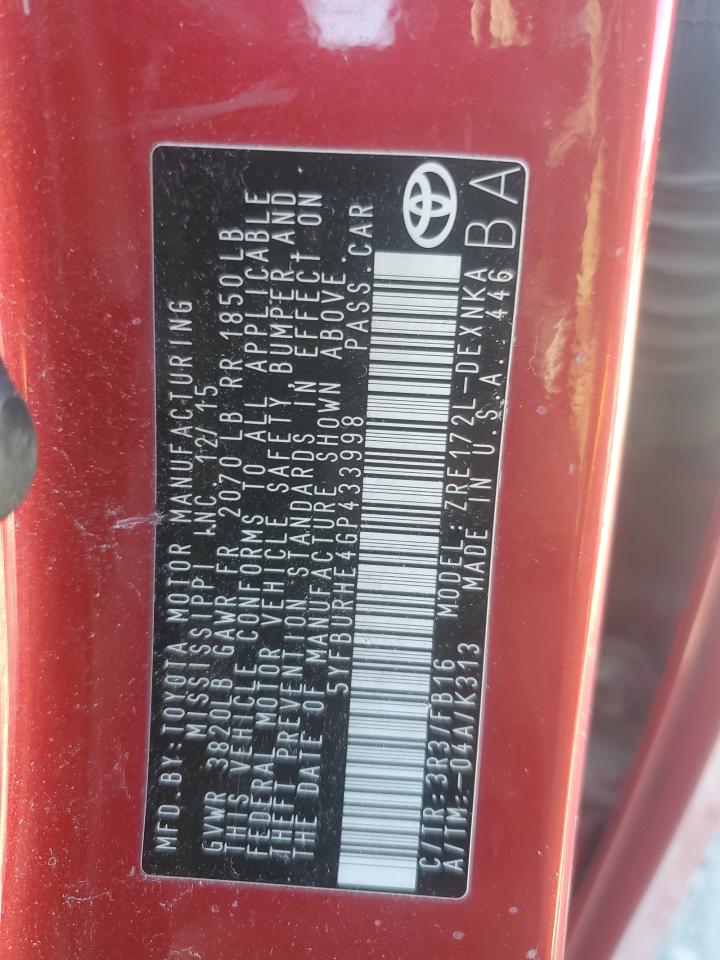 MFD.BY:TOYOTA MOTOR MANUFACTURING
MISSISSIPPI INC. 12/15
GVWR 3820LB GAWR FR 2070 LB RR 1850LB
THIS VEHICLE CONFORMS TO ALL APPLICABLE
FEDERAL MOTOR VEHICLE SAFETY, BUMPER AND
THEFT PREVENTION STANDARDS IN EFFECT ON
THE DATE OF MANUFACTURE SHOWN ABOVE.
5YFBURHE4GP433998 PASS.CAR
C/TR:3R3/FB16 MODEL:ZRE172L-DEXNKA
A/TM:-04A/K313 MADE IN U.S.A. 446
BA